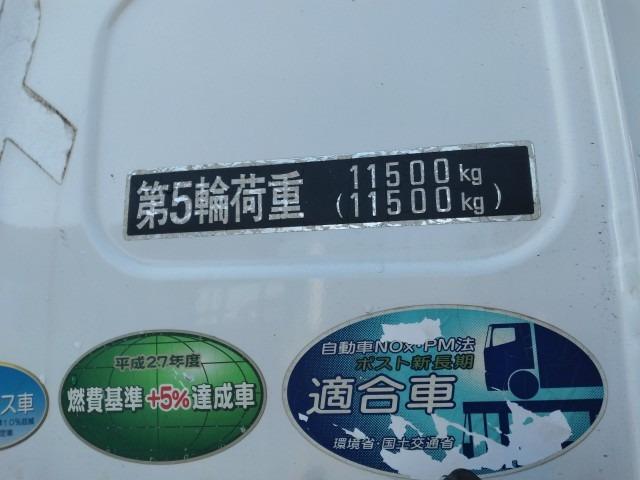 第5輪荷重
11500kg
(11500kg)
平成27年度
燃費基準+5%達成車
ス車
自動車NOx・PM法
ポスト新長期
適合車
環境省・国土交通省